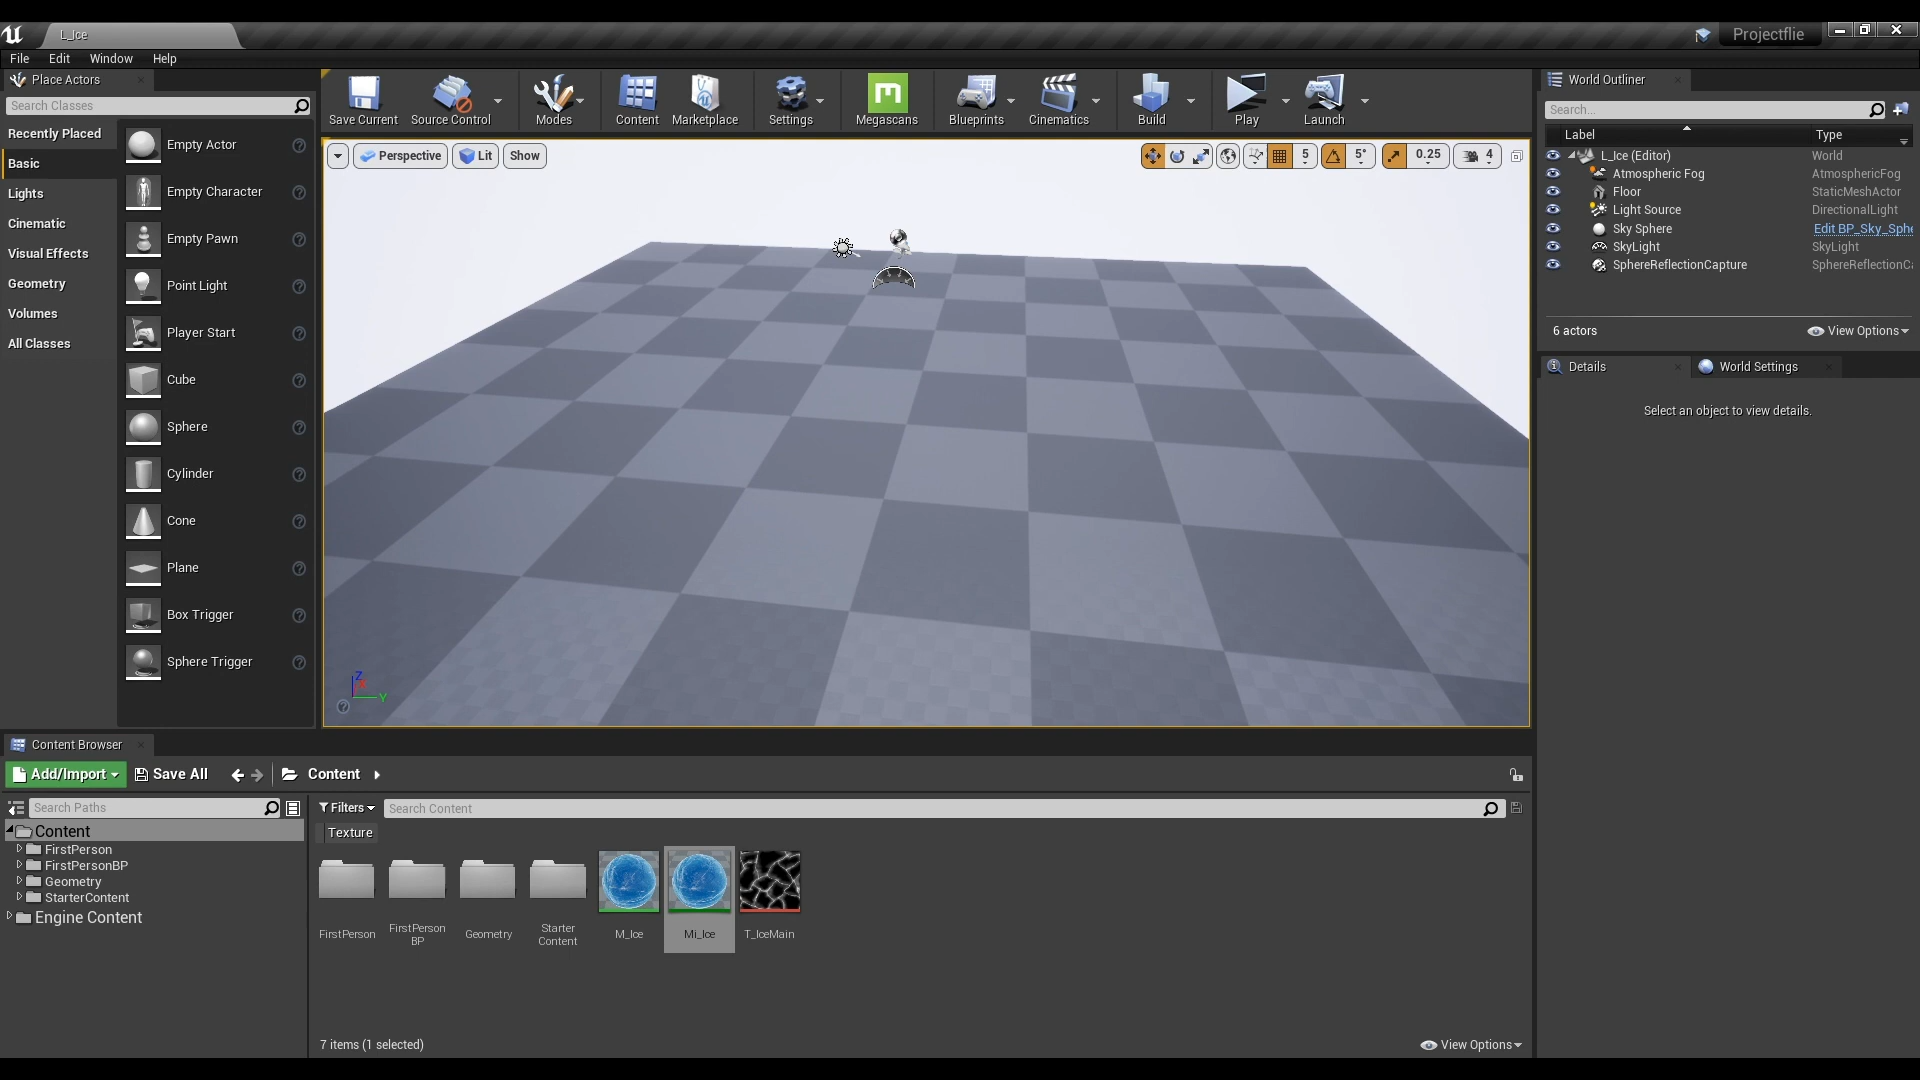 L_Ice
Projectflie
File Edit Window Help
Place Actors
Search Classes
Recently Placed
Basic
Lights
Cinematic
Visual Effects
Geometry
Volumes
All Classes
Empty Actor
Empty Character
Empty Pawn
Point Light
Player Start
Cube
Sphere
Cylinder
Cone
Plane
Box Trigger
Sphere Trigger
Save Current Source Control Modes Content Marketplace Settings Megascans Blueprints Cinematics Build Play Launch
Perspective Lit Show
5 5° 0.25 4
Z
X
Y
World Outliner
Search...
Label Type
L_Ice (Editor) World
Atmospheric Fog AtmosphericFog
Floor StaticMeshActor
Light Source DirectionalLight
Sky Sphere Edit BP_Sky_Sphe
SkyLight SkyLight
SphereReflectionCapture SphereReflectionCa
6 actors View Options
Details World Settings
Select an object to view details.
Content Browser
Add/Import Save All Content
Search Paths
Content
FirstPerson
FirstPersonBP
Geometry
StarterContent
Engine Content
Filters Search Content
Texture
FirstPerson
FirstPerson
BP
Geometry
Starter
Content
M_Ice
Mi_Ice
T_IceMain
7 items (1 selected) View Options